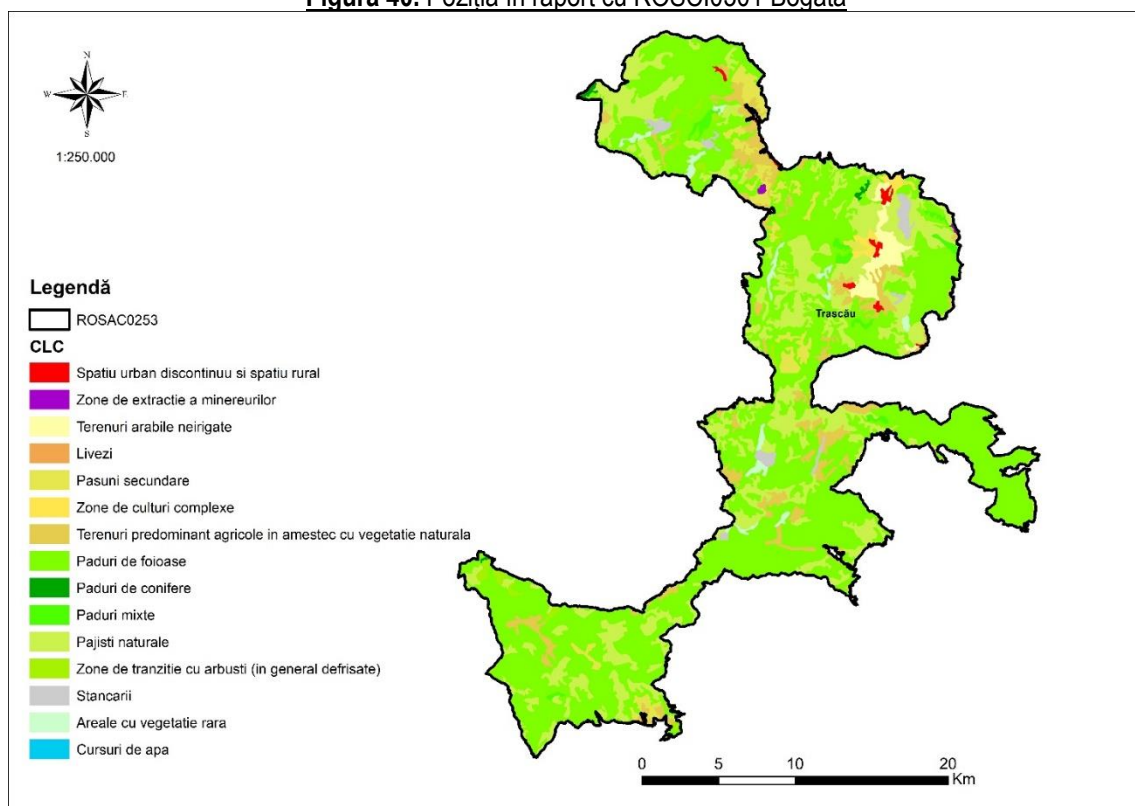 Figura 40. Poziția în raport cu ROSCI0301 Bogata
N
W E
S
1:250.000
Trascău
Legendă
ROSAC0253
CLC
Spatiu urban discontinuu si spatiu rural
Zone de extractie a minereurilor
Terenuri arabile neirigate
Livezi
Pasuni secundare
Zone de culturi complexe
Terenuri predominant agricole in amestec cu vegetatie naturala
Paduri de foioase
Paduri de conifere
Paduri mixte
Pajisti naturale
Zone de tranzitie cu arbusti (in general defrisate)
Stancarii
Areale cu vegetatie rara
Cursuri de apa
0 5 10 20
Km